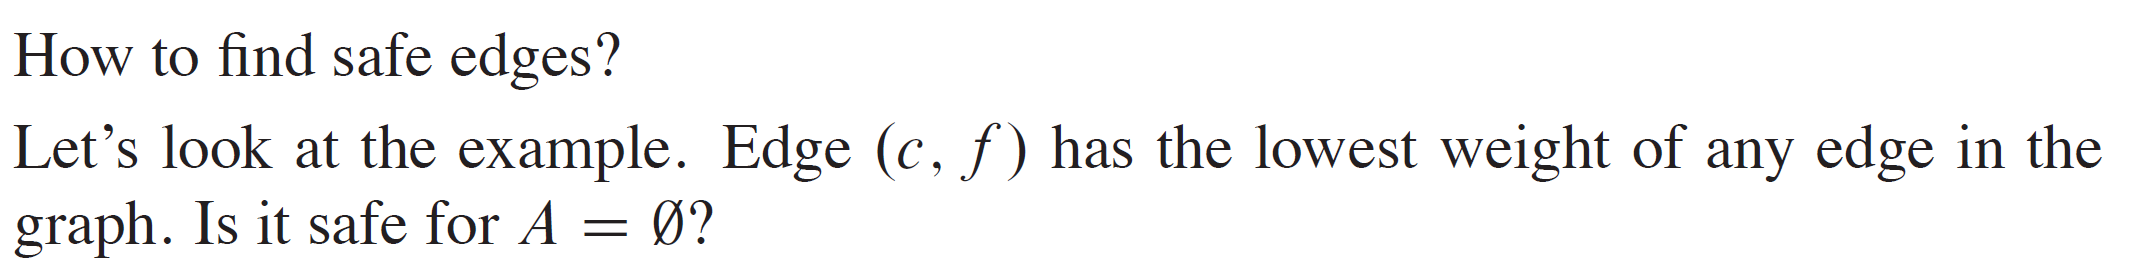 How to find safe edges?
Let’s look at the example. Edge (c, f) has the lowest weight of any edge in the
graph. Is it safe for A = ∅?